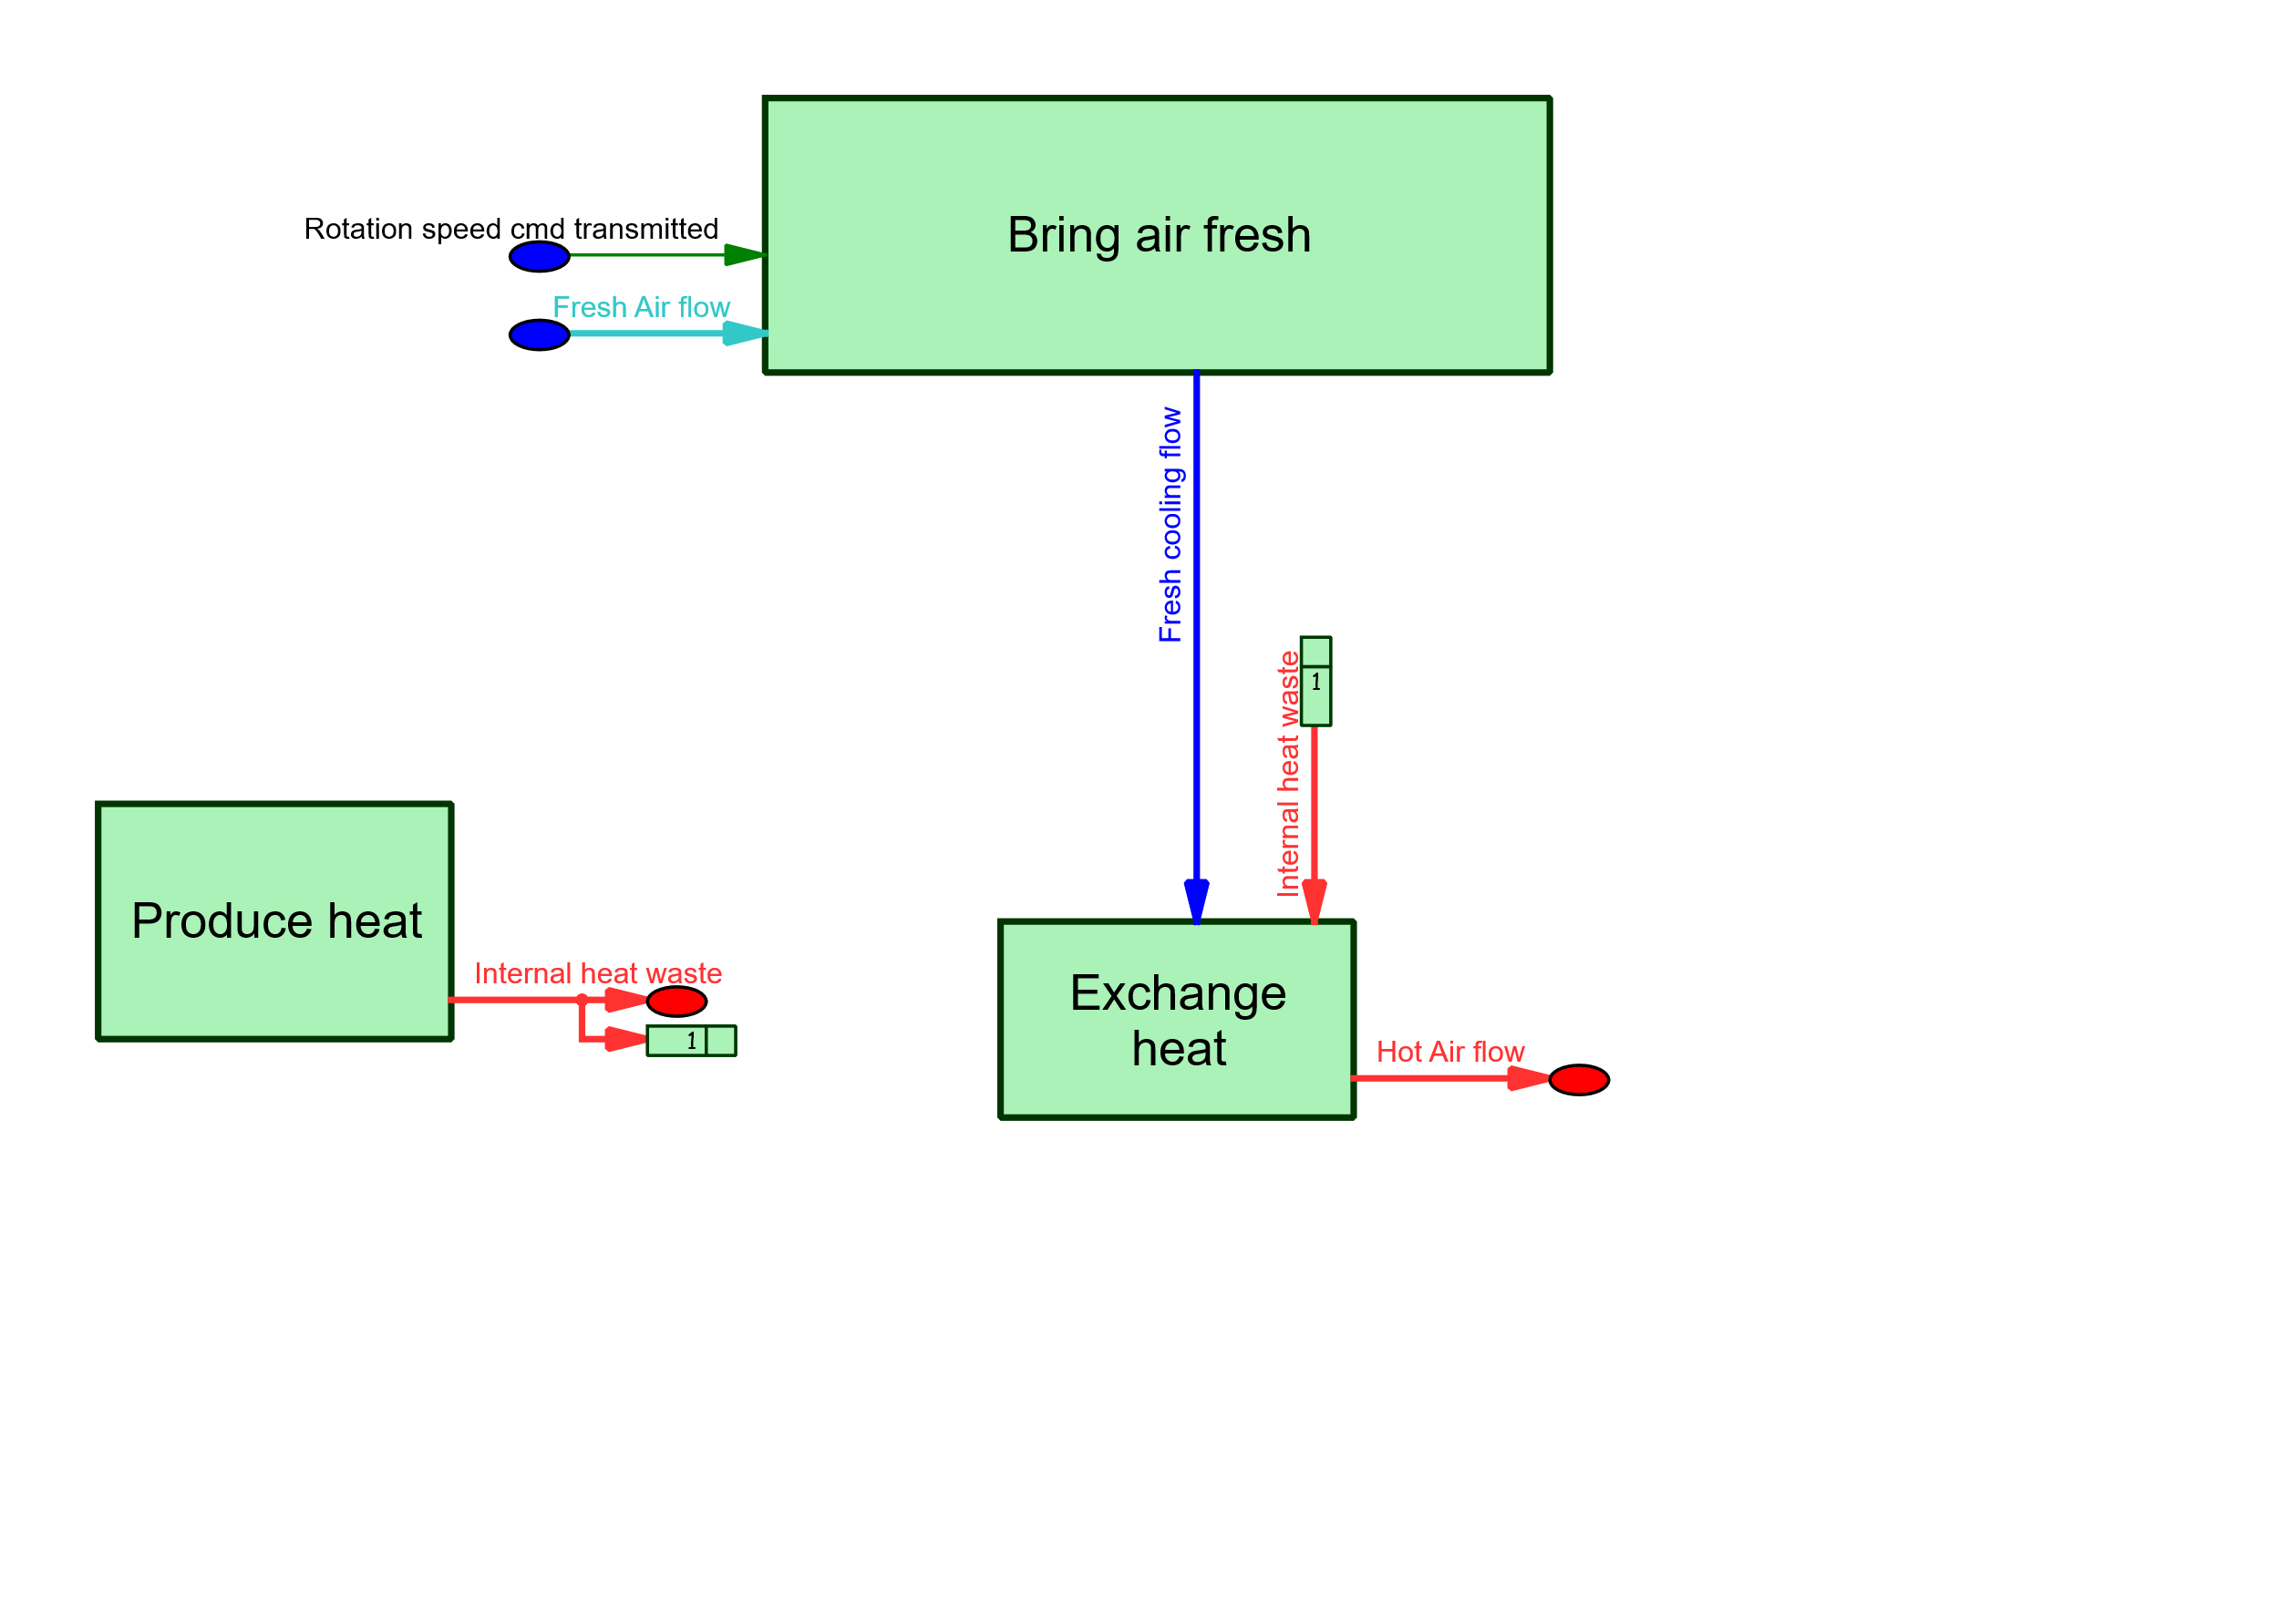 Bring air fresh
Rotation speed cmd transmitted
Fresh Air flow
Fresh cooling flow
Internal heat waste
1
Produce heat
Internal heat waste
1
Exchange
heat
Hot Air flow